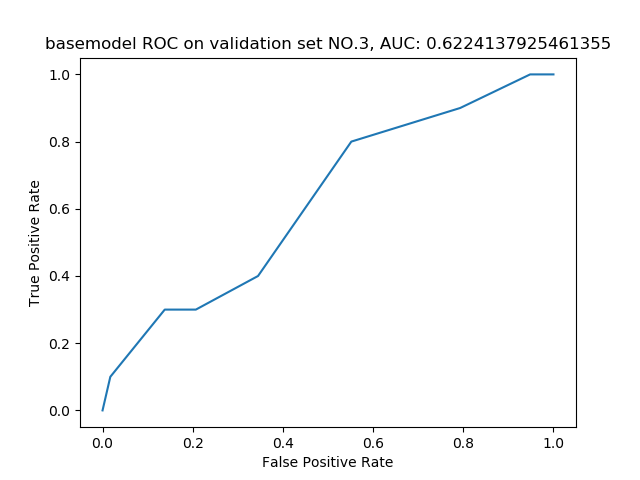 basemodel ROC on validation set NO.3, AUC: 0.6224137925461355
1.0
0.8
0.6
0.4
0.2
0.0
True Positive Rate
0.0 0.2 0.4 0.6 0.8 1.0
False Positive Rate